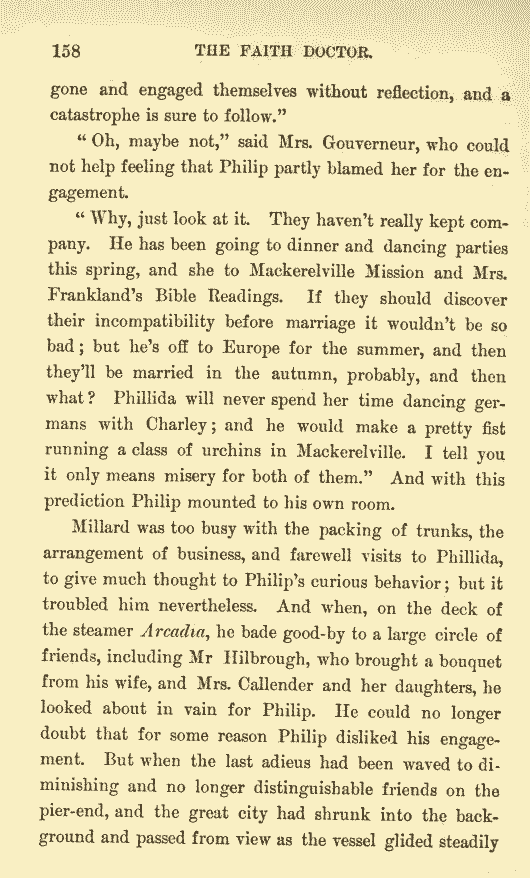 158 THE FAITH DOCTOR.
gone and engaged themselves without reflection, and a
catastrophe is sure to follow."
"Oh, maybe not," said Mrs. Gouverneur, who could
not help feeling that Philip partly blamed her for the en-
gagement.
"Why, just look at it. They haven't really kept com-
pany. He has been going to dinner and dancing parties
this spring, and she to Mackerelville Mission and Mrs.
Frankland's Bible Readings. If they should discover
their incompatibility before marriage it wouldn't be so
bad; but he's off to Europe for the summer, and then
they'll be married in the autumn, probably, and then
what? Phillida will never spend her time dancing ger-
mans with Charley; and he would make a pretty fist
running a class of urchins in Mackerelville. I tell you
it only means misery for both of them." And with this
prediction Philip mounted to his own room.
Millard was too busy with the packing of trunks, the
arrangement of business, and farewell visits to Phillida,
to give much thought to Philip's curious behavior; but it
troubled him nevertheless. And when, on the deck of
the steamer Arcadia, he bade good-by to a large circle of
friends, including Mr Hilbrough, who brought a bouquet
from his wife, and Mrs. Callender and her daughters, he
looked about in vain for Philip. He could no longer
doubt that for some reason Philip disliked his engage-
ment. But when the last adieus had been waved to di-
minishing and no longer distinguishable friends on the
pier-end, and the great city had shrunk into the back-
ground and passed from view as the vessel glided steadily